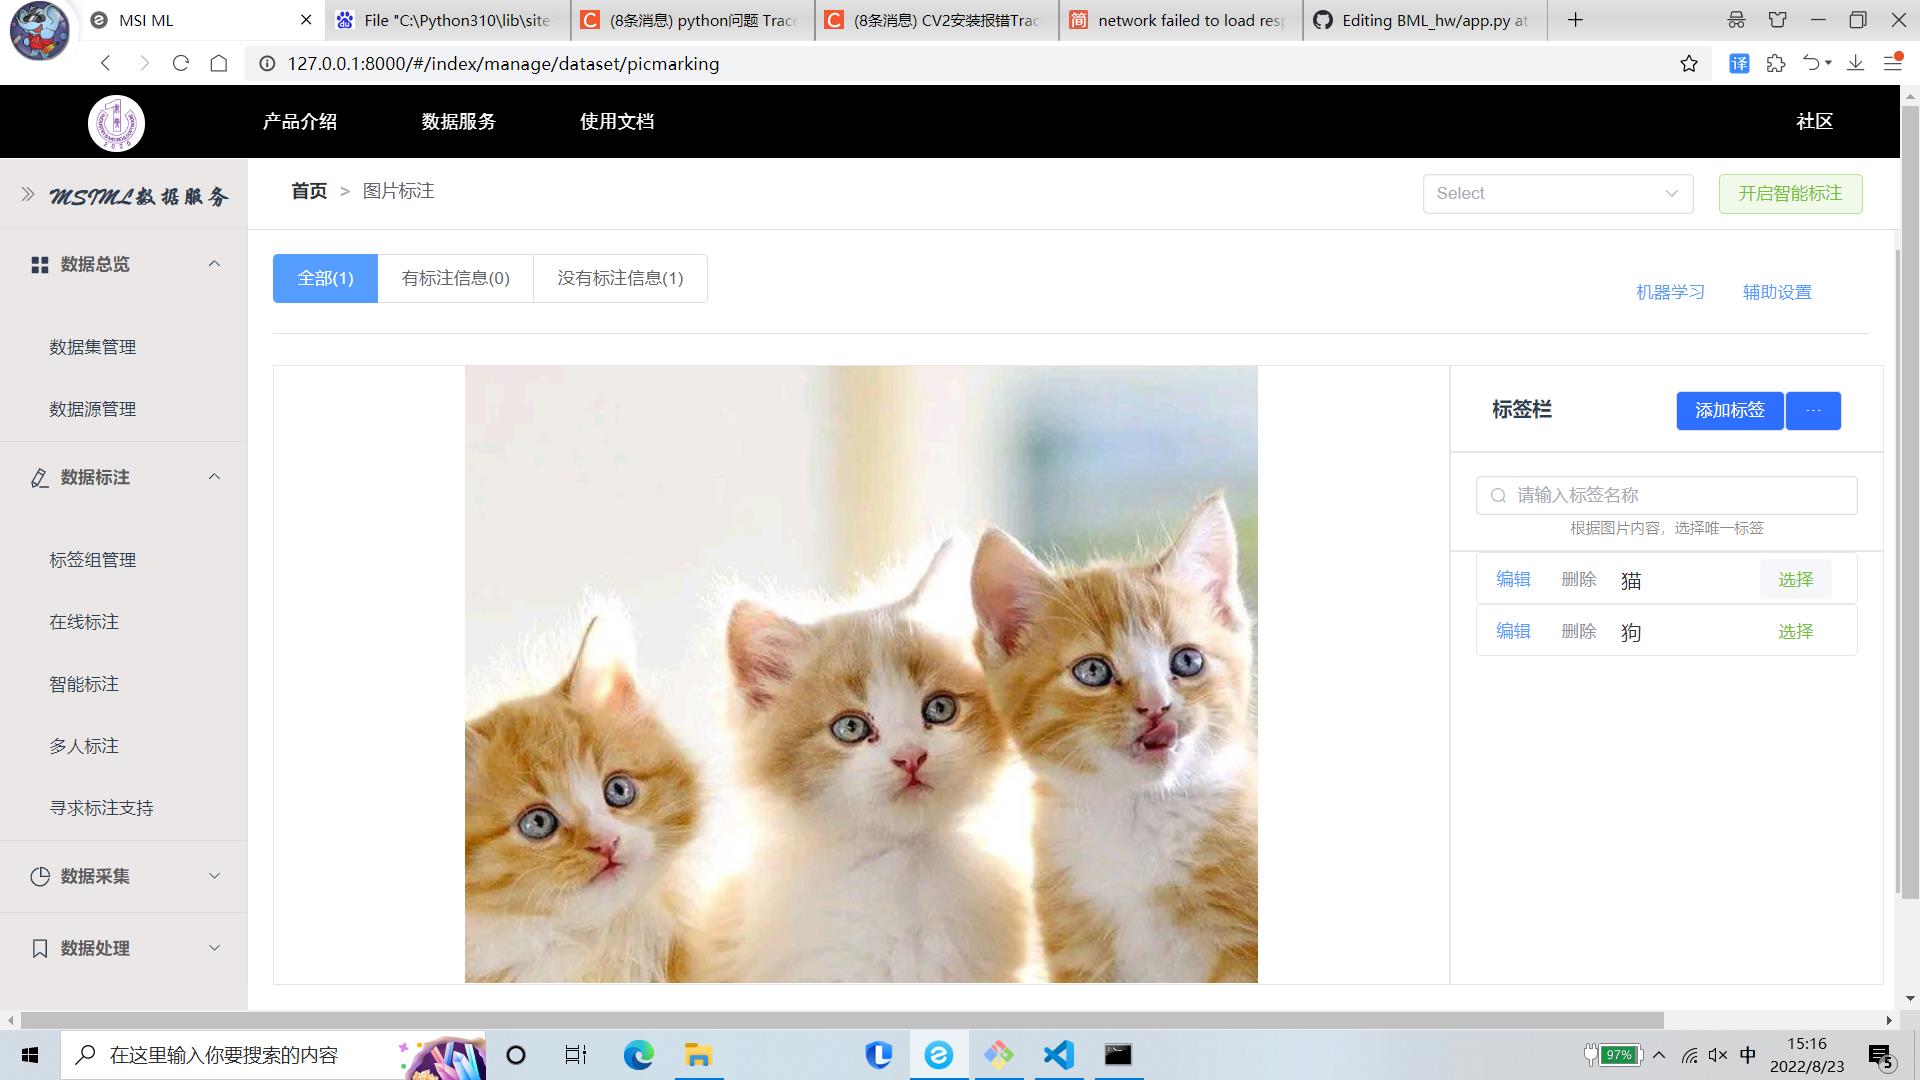 MSI ML
File "C:\Python310\lib\site
(8条消息) python问题 Trace
(8条消息) CV2安装报错Trac
network failed to load resp
Editing BML_hw/app.py at
127.0.0.1:8000/#/index/manage/dataset/picmarking
译
产品介绍
数据服务
使用文档
社区
MSIML数据服务
首页 > 图片标注
Select
开启智能标注
数据总览
数据集管理
数据源管理
数据标注
标签组管理
在线标注
智能标注
多人标注
寻求标注支持
数据采集
数据处理
全部(1)
有标注信息(0)
没有标注信息(1)
机器学习
辅助设置
标签栏
添加标签
···
请输入标签名称
根据图片内容，选择唯一标签
编辑 删除 猫 选择
编辑 删除 狗 选择
在这里输入你要搜索的内容
97%
中
15:16
2022/8/23
5